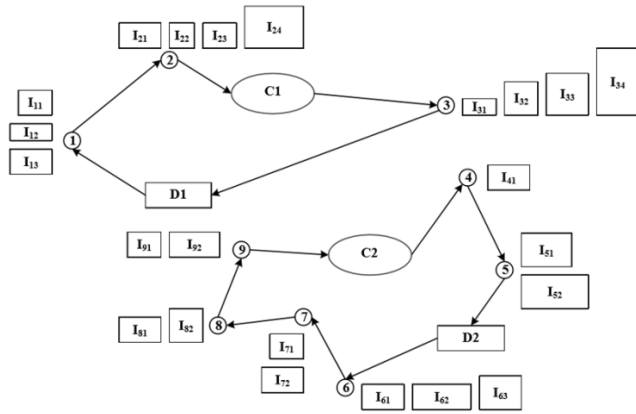 I21 I22 I23 I24
2
C1
I11
I12
I13
1
3
I31 I32 I33 I34
D1
4
I41
I91 I92
9
C2
5
I51
I52
I81 I82
8
7
I71
I72
D2
6
I61 I62 I63